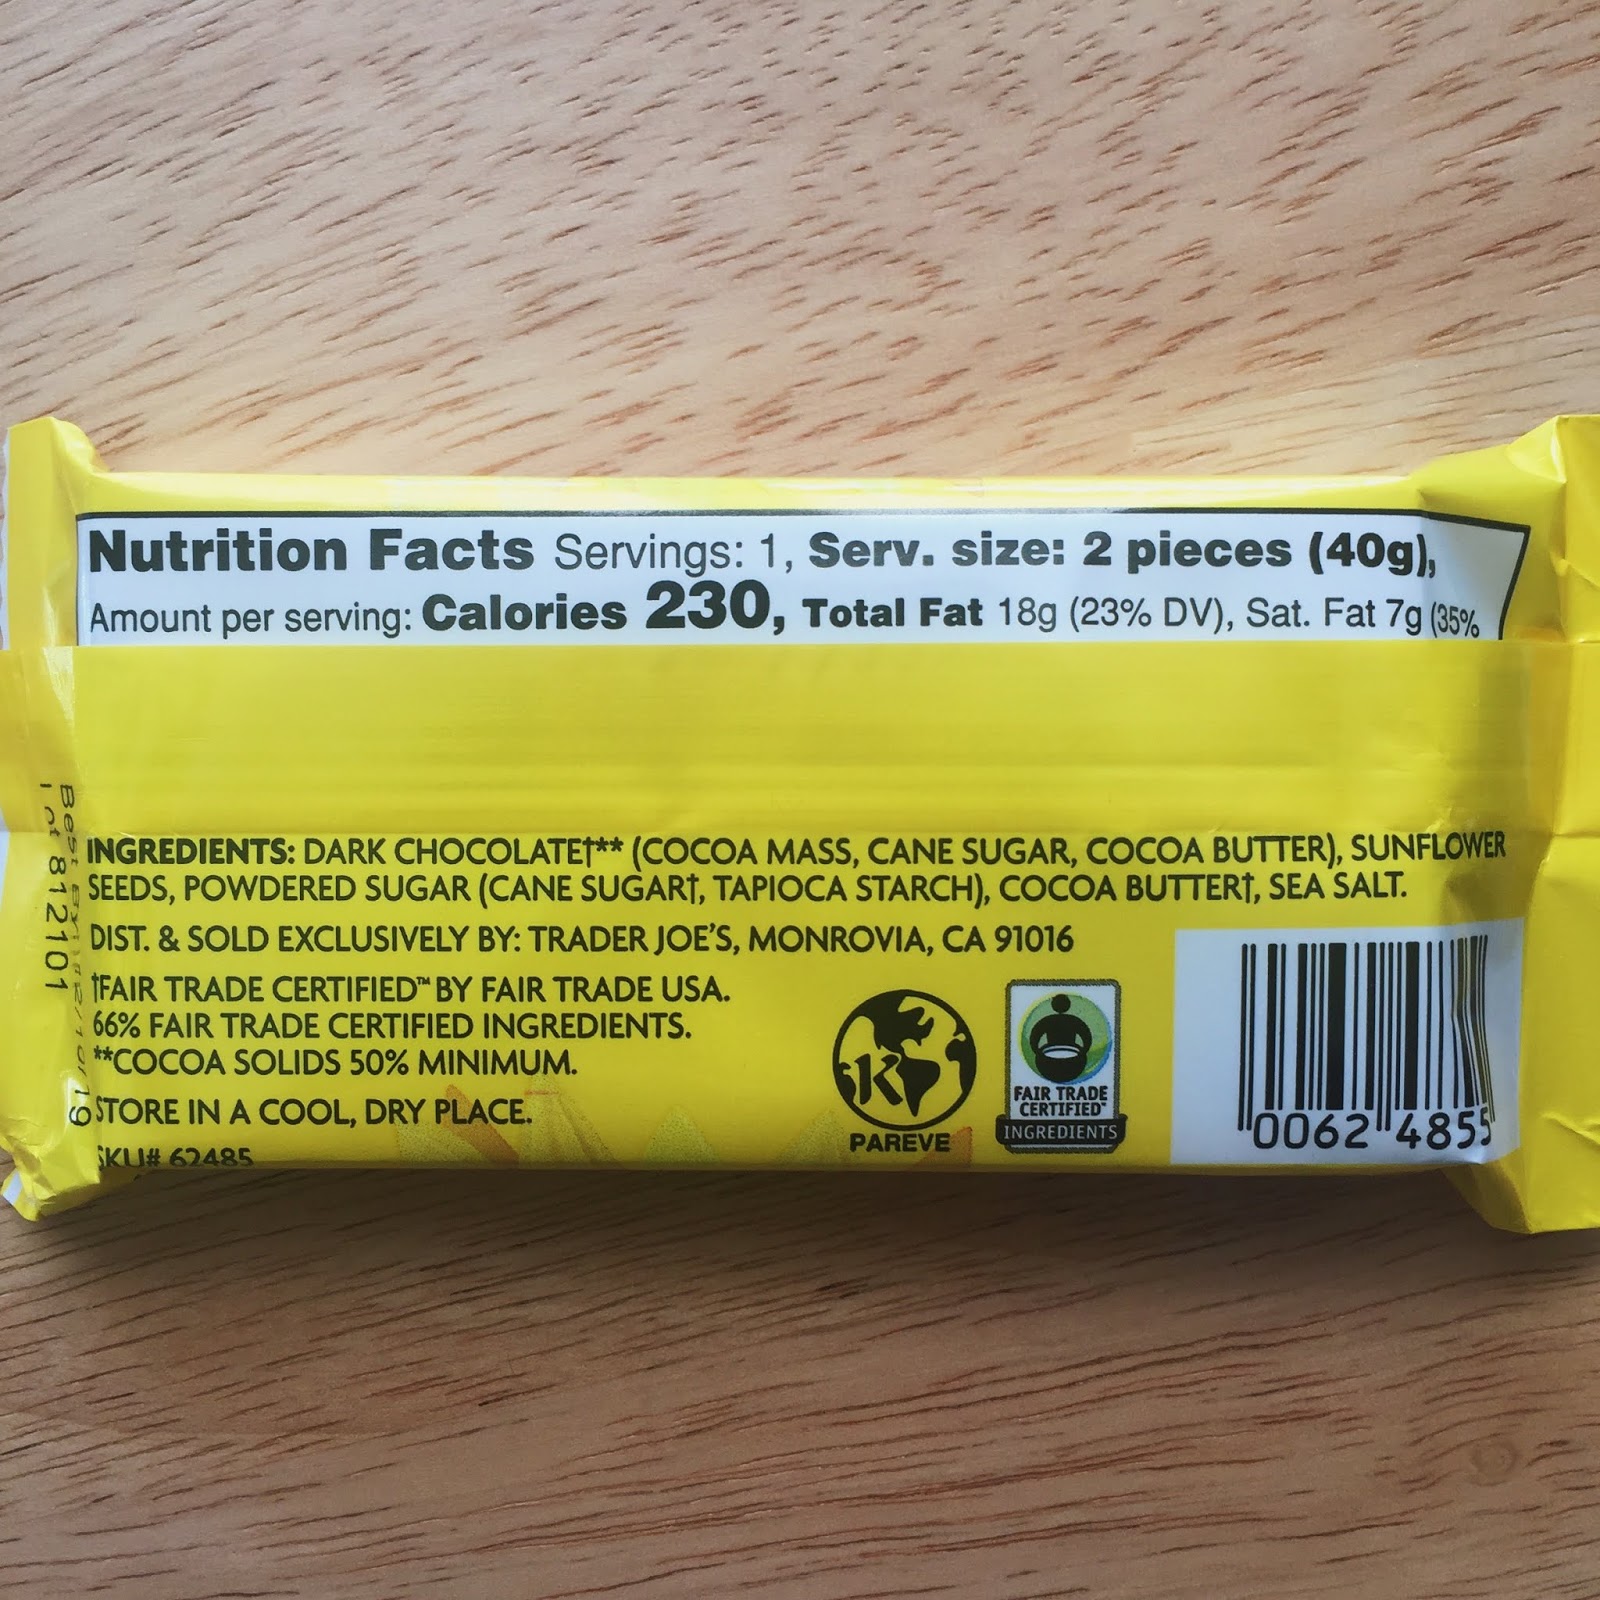 Nutrition Facts Servings: 1, Serv. size: 2 pieces (40g),
Amount per serving: Calories 230, Total Fat 18g (23% DV), Sat. Fat 7g (35%
INGREDIENTS: DARK CHOCOLATE†** (COCOA MASS, CANE SUGAR, COCOA BUTTER), SUNFLOWER
SEEDS, POWDERED SUGAR (CANE SUGAR†, TAPIOCA STARCH), COCOA BUTTER†, SEA SALT.
DIST. & SOLD EXCLUSIVELY BY: TRADER JOE'S, MONROVIA, CA 91016
†FAIR TRADE CERTIFIED™ BY FAIR TRADE USA.
66% FAIR TRADE CERTIFIED INGREDIENTS.
**COCOA SOLIDS 50% MINIMUM.
STORE IN A COOL, DRY PLACE.
SKU# 62485
K
PAREVE
FAIR TRADE
CERTIFIED™
INGREDIENTS
0062 4855
Best By
Lot 812101